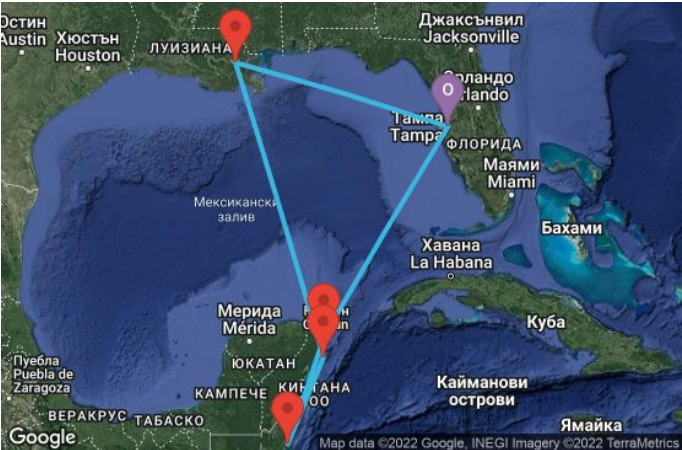 Остин
Austin
Хюстън
Houston
ЛУИЗИАНА
Джаксънвил
Jacksonville
O
Орландо
Orlando
Тампа
Tampa
ФЛОРИДА
Маями
Miami
Мексикански
залив
Бахами
Хавана
La Habana
Мерида
Mérida
Куба
ЮКАТАН
Пуебла
Puebla de
Zaragoza
КАМПЕЧЕ
КИНТАНА
РОО
Кайманови
острови
ВЕРАКРУС
ТАБАСКО
Ямайка
Google
Map data ©2022 Google, INEGI Imagery ©2022 TerraMetrics